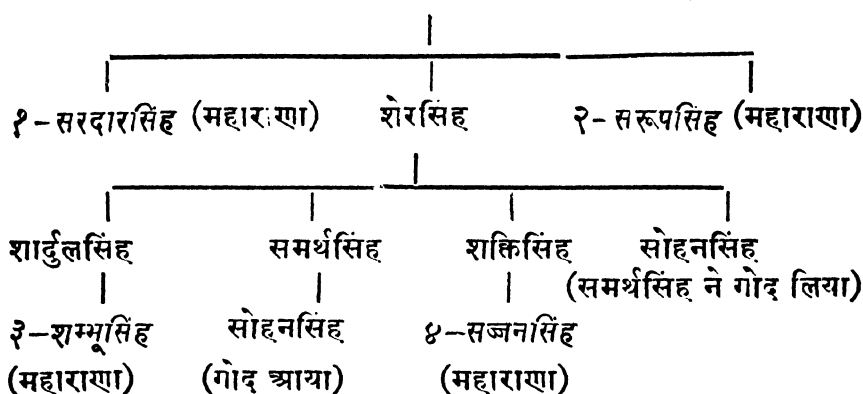 १-सरदारसिंह (महाराणा) शेरसिंह २- सरूपसिंह (महाराणा)
शार्दुलसिंह समर्थसिंह शक्तिसिंह सोहनसिंह
(समर्थसिंह ने गोद लिया)
३-शम्भूसिंह सोहनसिंह ४-सज्जनसिंह
(महाराणा) (गोद आया) (महाराणा)